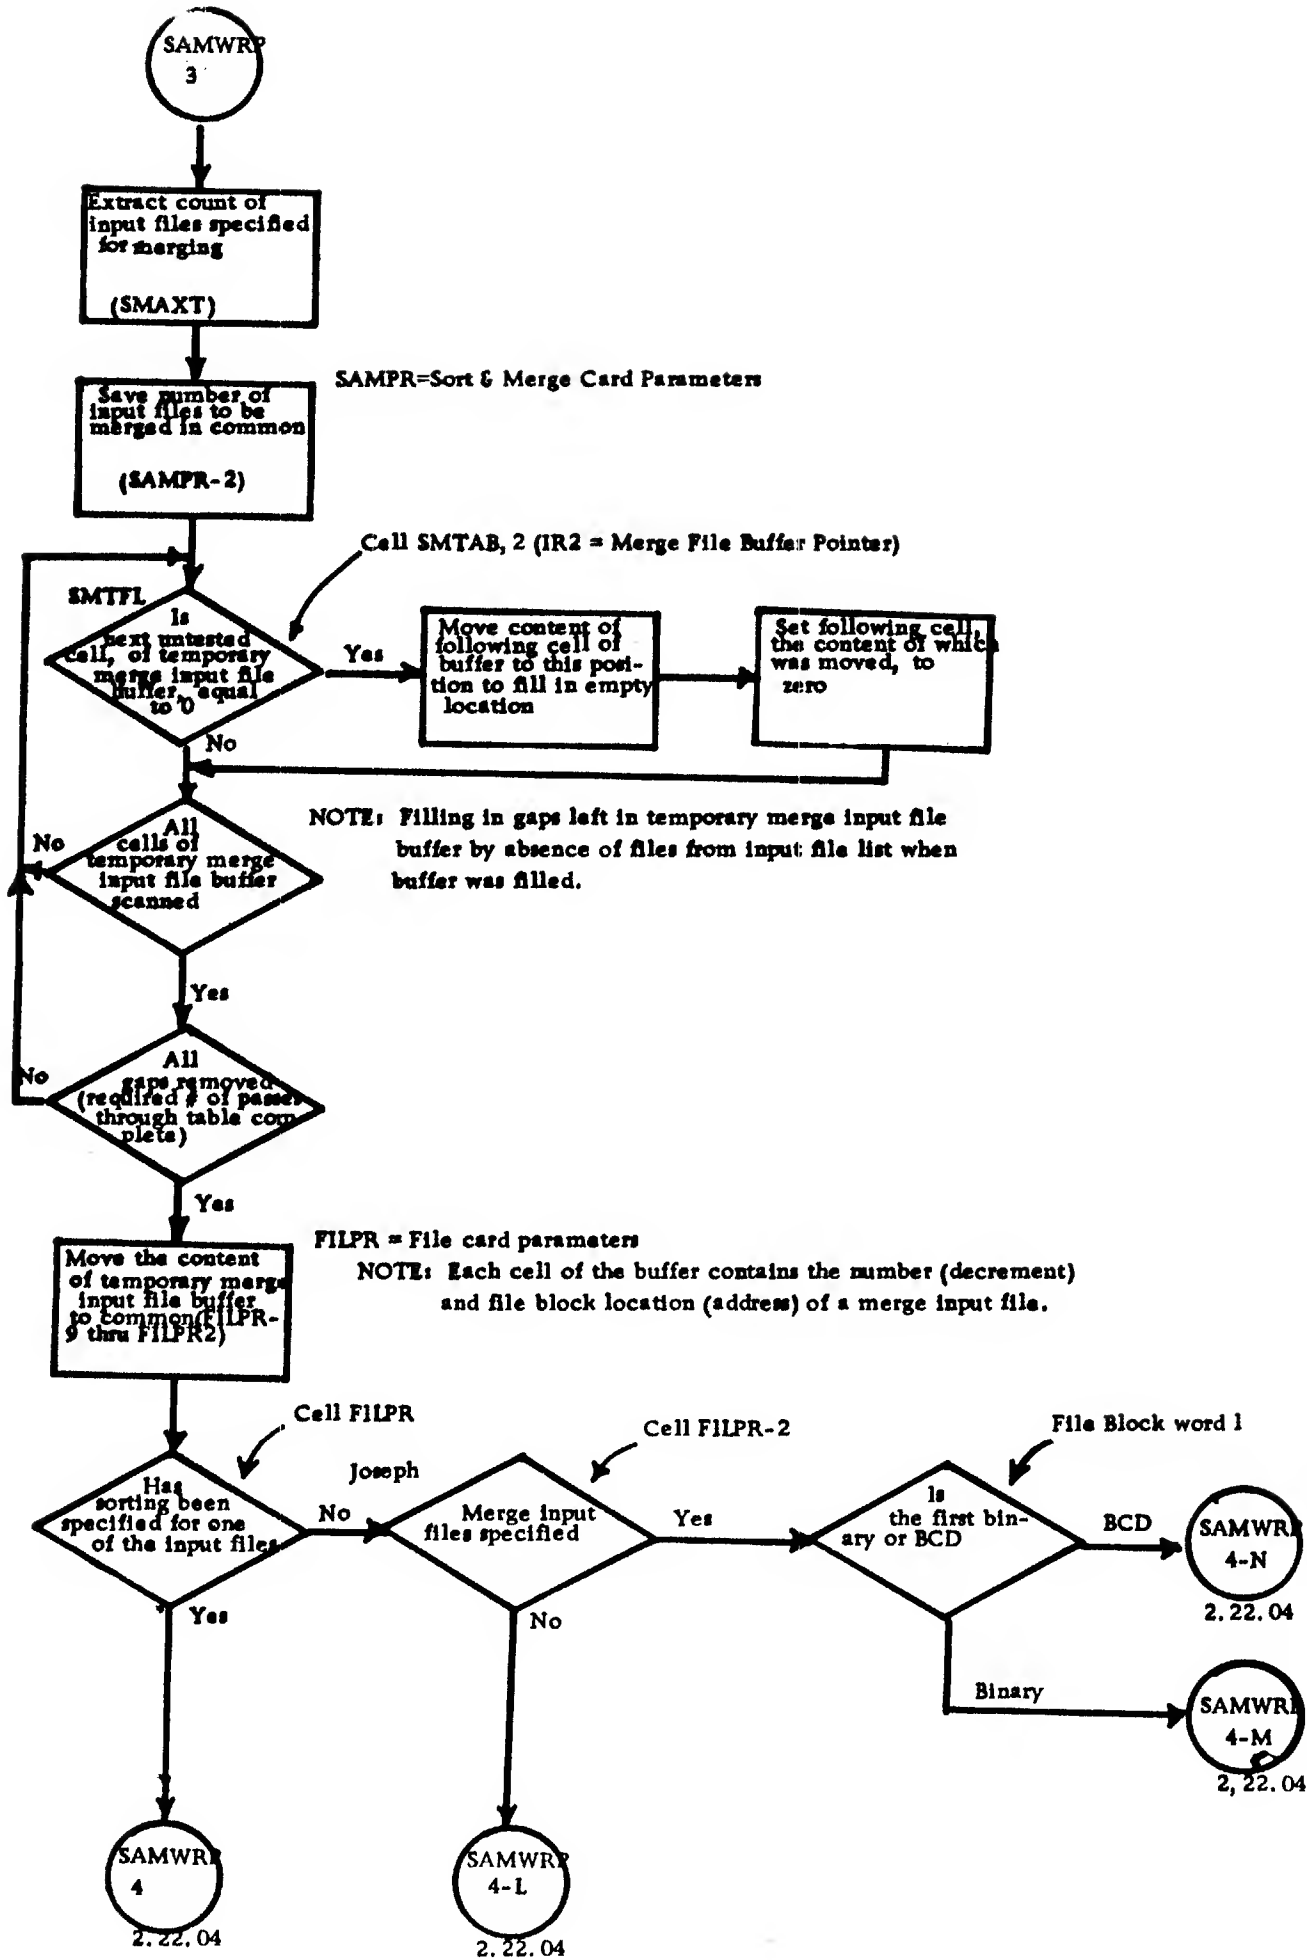 SAMWRP
3
Extract count of
input files specified
for merging
(SMAXT)
SAMPR=Sort & Merge Card Parameters
Save number of
input files to be
merged in common
(SAMPR-2)
Cell SMTAB, 2 (IR2 = Merge File Buffer Pointer)
SMTFL
Is
next untested
cell, of temporary
merge input file
buffer, equal
to 0
Yes
Move content of
following cell of
buffer to this posi-
tion to fill in empty
location
Set following cell,
the content of which
was moved, to
zero
No
NOTE: Filling in gaps left in temporary merge input file
buffer by absence of files from input file list when
buffer was filled.
No
All
cells of
temporary merge
input file buffer
scanned
Yes
No
All
gaps removed
(required # of passes
through table com
plete)
Yes
FILPR = File card parameters
NOTE: Each cell of the buffer contains the number (decrement)
and file block location (address) of a merge input file.
Move the content
of temporary merge
input file buffer
to common(FILPR-
9 thru FILPR2)
Cell FILPR
Cell FILPR-2
File Block word 1
Joseph
Has
sorting been
specified for one
of the input files
No
Merge input
files specified
Yes
Is
the first bin-
ary or BCD
BCD
SAMWRP
4-N
2.22.04
Yes
No
Binary
SAMWRP
4-M
2, 22.04
SAMWRP
4
2.22.04
SAMWRP
4-L
2.22.04